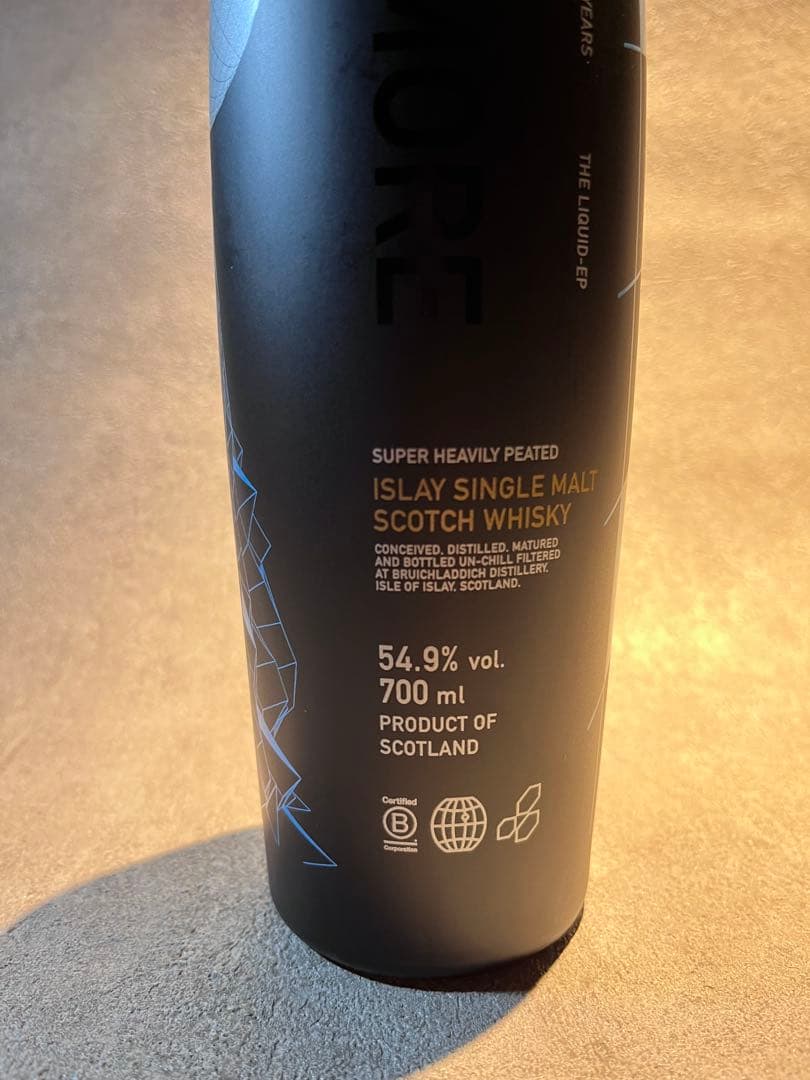 MORE
YEARS
THE LIQUID-EP
SUPER HEAVILY PEATED
ISLAY SINGLE MALT
SCOTCH WHISKY
CONCEIVED, DISTILLED, MATURED
AND BOTTLED UN-CHILL FILTERED
AT BRUICHLADDICH DISTILLERY,
ISLE OF ISLAY, SCOTLAND.
54.9% vol.
700 ml
PRODUCT OF
SCOTLAND
Certified
B
Corporation